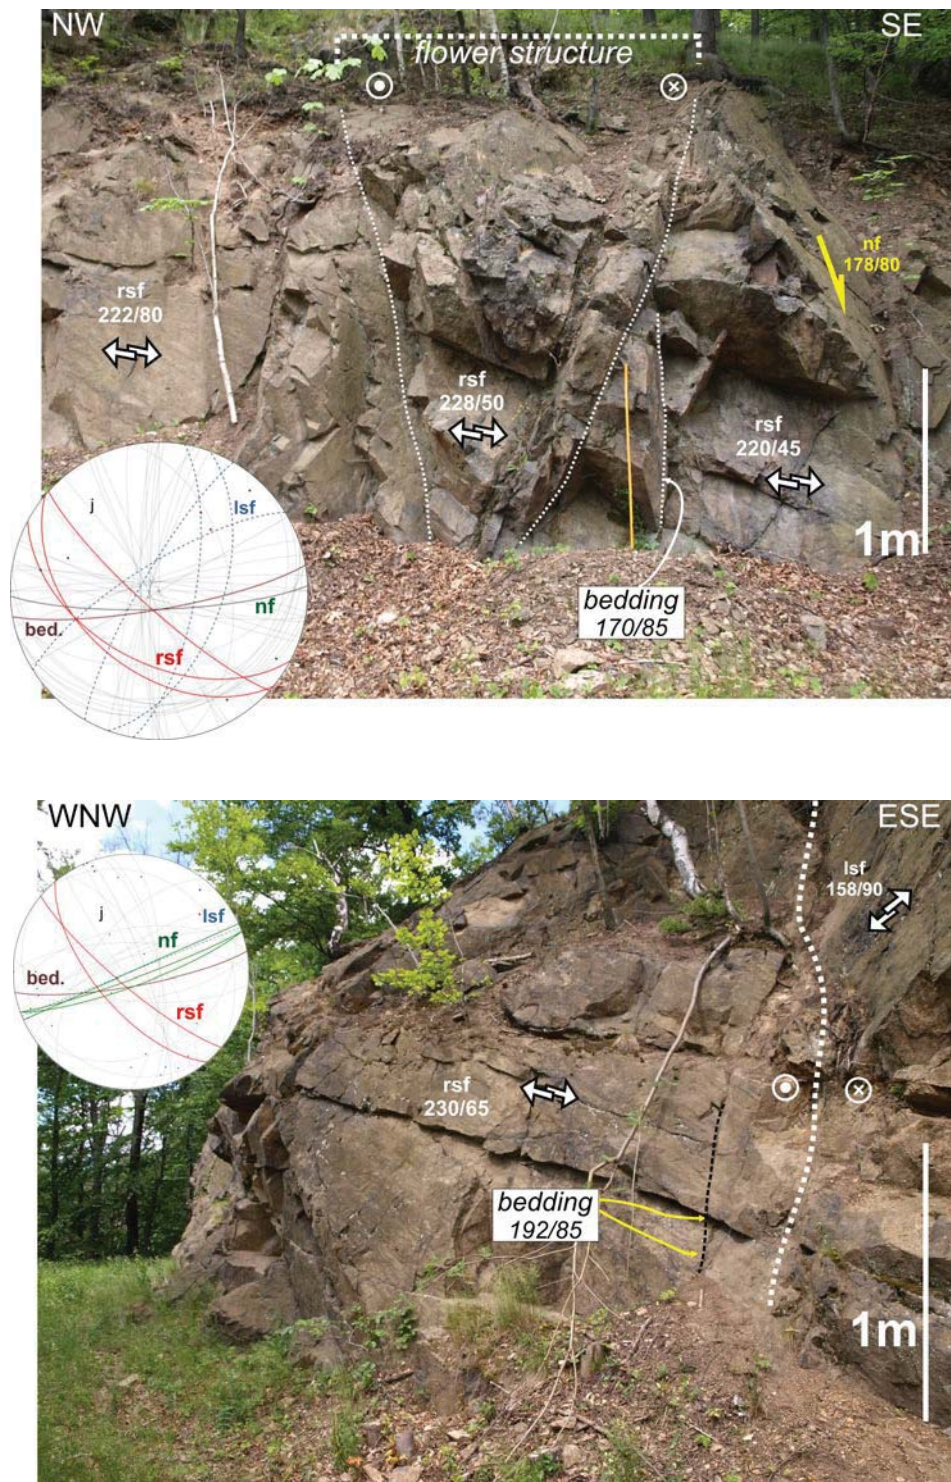 NW
SE
flower structure
nf
178/80
rsf
222/80
rsf
228/50
rsf
220/45
1m
j
lsf
nf
bed.
rsf
bedding
170/85
WNW
ESE
lsf
158/90
j
lsf
nf
bed.
rsf
rsf
230/65
bedding
192/85
1m